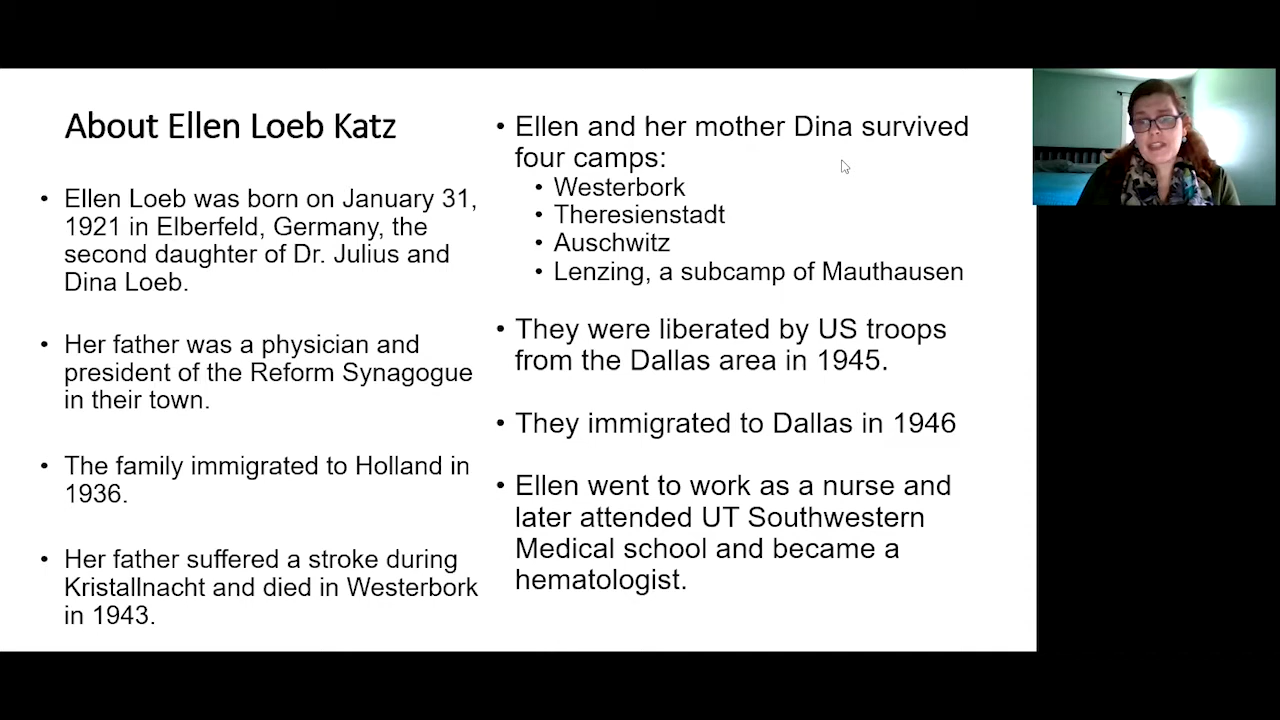 About Ellen Loeb Katz
• Ellen Loeb was born on January 31,
1921 in Elberfeld, Germany, the
second daughter of Dr. Julius and
Dina Loeb.
• Her father was a physician and
president of the Reform Synagogue
in their town.
• The family immigrated to Holland in
1936.
• Her father suffered a stroke during
Kristallnacht and died in Westerbork
in 1943.
• Ellen and her mother Dina survived
four camps:
• Westerbork
• Theresienstadt
• Auschwitz
• Lenzing, a subcamp of Mauthausen
• They were liberated by US troops
from the Dallas area in 1945.
• They immigrated to Dallas in 1946
• Ellen went to work as a nurse and
later attended UT Southwestern
Medical school and became a
hematologist.